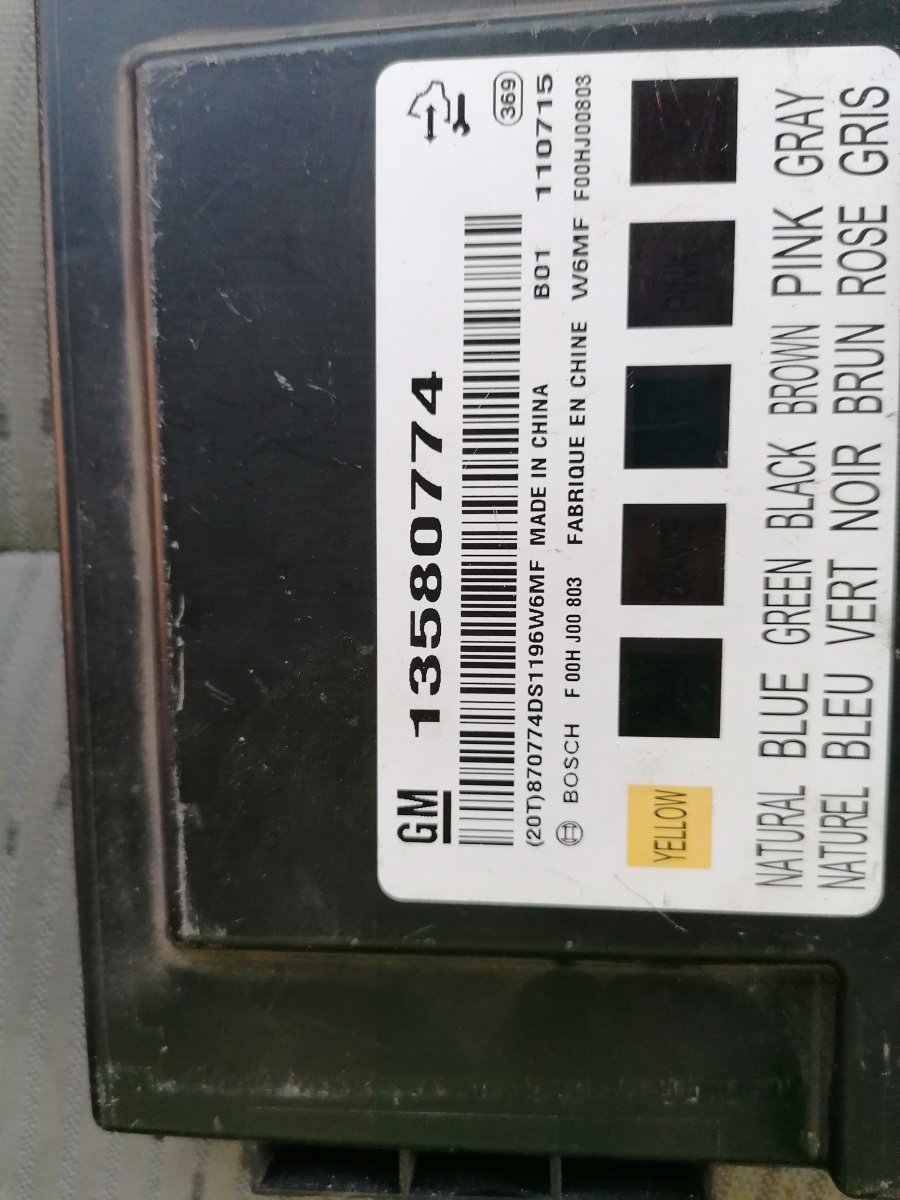 GM 13580774
369
(20T)870774DS1196W6MF MADE IN CHINA B01 110715
BOSCH F 00H J00 803 FABRIQUE EN CHINE W6MF F00HJ00803
YELLOW
NATURAL BLUE GREEN BLACK BROWN PINK GRAY
NATUREL BLEU VERT NOIR BRUN ROSE GRIS